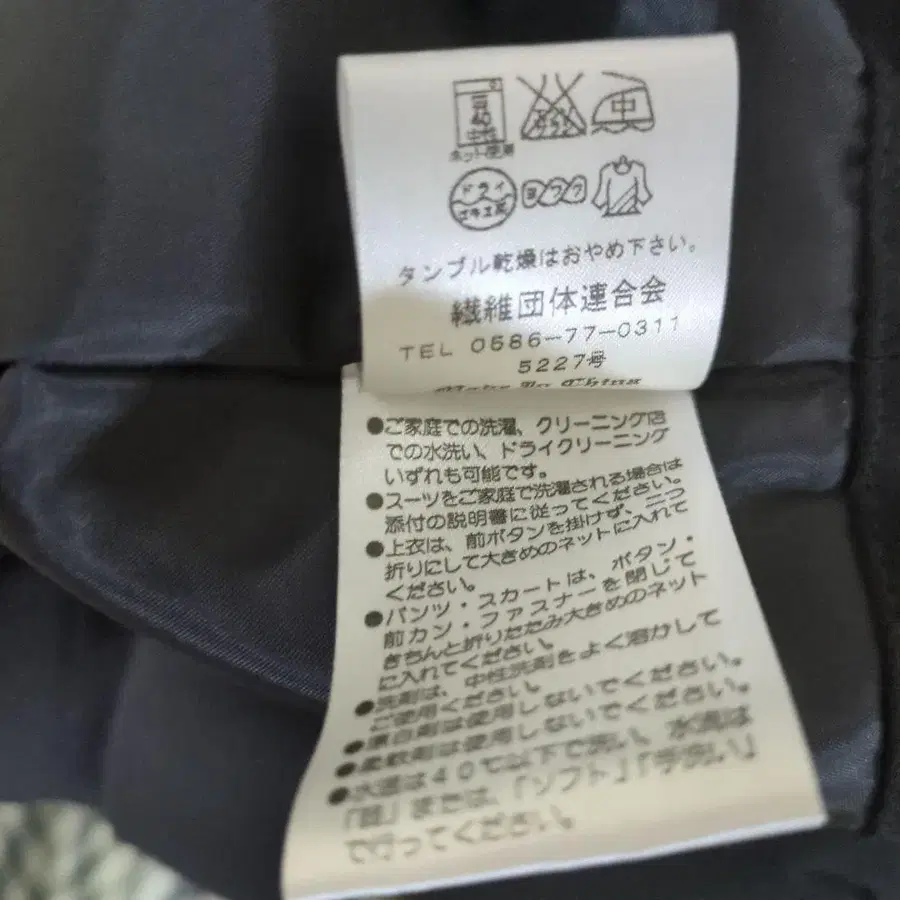 弱
40
中性
ネット使用
エンソサラシ
中
ドライ
セキユ系
ヨワク
タンブル乾燥はおやめ下さい。
繊維団体連合会
TEL 0586-77-0311
5227号
Made In China
●ご家庭での洗濯、クリーニング店
での水洗い、ドライクリーニング
いずれも可能です。
●スーツをご家庭で洗濯される場合は
添付の説明書に従ってください。
●上衣は、前ボタンを掛けず、二つ
折りにして大きめのネットに入れて
ください。
●パンツ・スカートは、ボタン・
前カン・ファスナーを閉じて
きちんと折りたたみ大きめのネット
に入れてください。
●洗剤は、中性洗剤をよく溶かして
ご使用ください。
●漂白剤は使用しないでください。
●柔軟剤は使用しないでください。
●水温は40℃以下で洗い、水流は
「弱」または、「ソフト」「手洗い」
で
ってください。